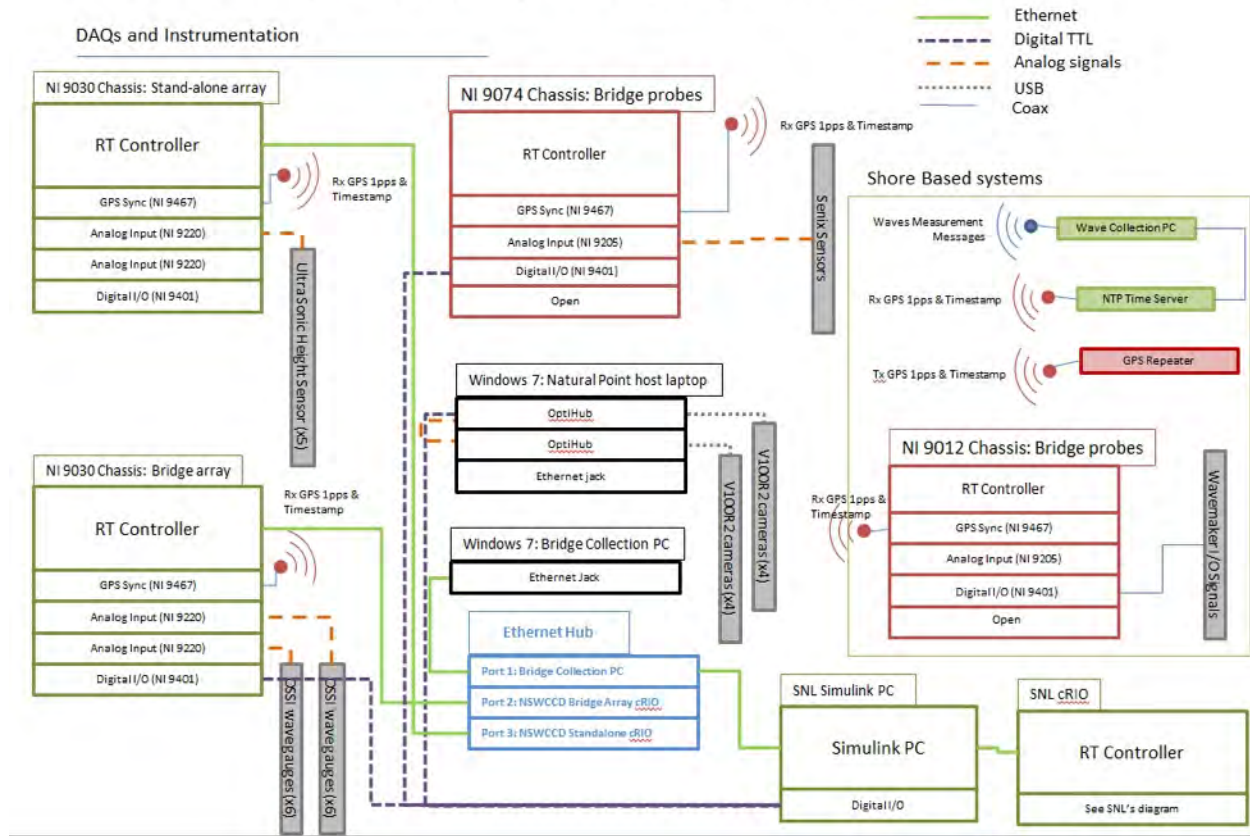 DAQs and Instrumentation
Ethernet
Digital TTL
Analog signals
USB
Coax
NI 9030 Chassis: Stand-alone array
RT Controller
GPS Sync (NI 9467)
Analog Input (NI 9220)
Analog Input (NI 9220)
Digital I/O (NI 9401)
Rx GPS 1pps &
Timestamp
Ultra Sonic Height Sensor (x5)
NI 9074 Chassis: Bridge probes
RT Controller
GPS Sync (NI 9467)
Analog Input (NI 9205)
Digital I/O (NI 9401)
Open
Rx GPS 1pps & Timestamp
Senix Sensors
Shore Based systems
Waves Measurement
Messages
Wave Collection PC
Rx GPS 1pps & Timestamp
NTP Time Server
Tx GPS 1pps & Timestamp
GPS Repeater
NI 9012 Chassis: Bridge probes
RT Controller
GPS Sync (NI 9467)
Analog Input (NI 9205)
Digital I/O (NI 9401)
Open
Rx GPS 1pps &
Timestamp
Wavemaker I/O Signals
Windows 7: Natural Point host laptop
OptiHub
OptiHub
Ethernet jack
V100R2 cameras (x4)
V100R2 cameras (x4)
Windows 7: Bridge Collection PC
Ethernet Jack
NI 9030 Chassis: Bridge array
RT Controller
GPS Sync (NI 9467)
Analog Input (NI 9220)
Analog Input (NI 9220)
Digital I/O (NI 9401)
Rx GPS 1pps &
Timestamp
OSSI wavegauges (x6)
OSSI wavegauges (x6)
Ethernet Hub
Port 1: Bridge Collection PC
Port 2: NSWCCD Bridge Array cRIO
Port 3: NSWCCD Standalone cRIO
SNL Simulink PC
Simulink PC
Digital I/O
SNL cRIO
RT Controller
See SNL's diagram